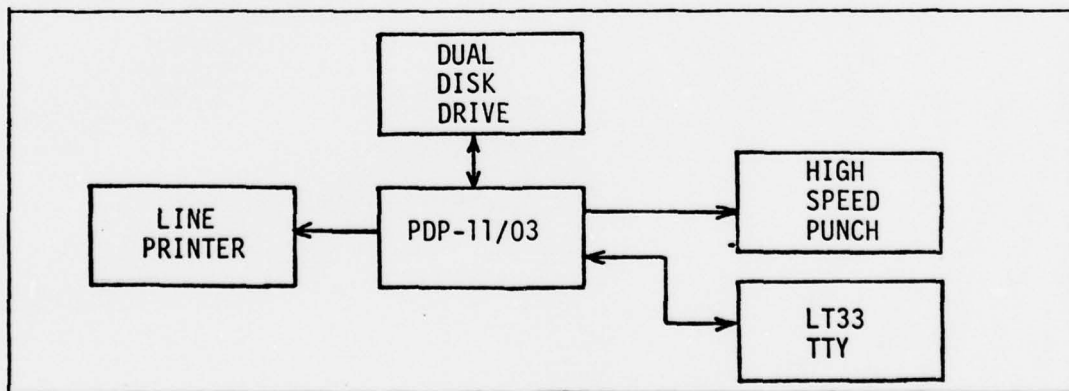 DUAL
DISK
DRIVE
LINE
PRINTER
PDP-11/03
HIGH
SPEED
PUNCH
LT33
TTY